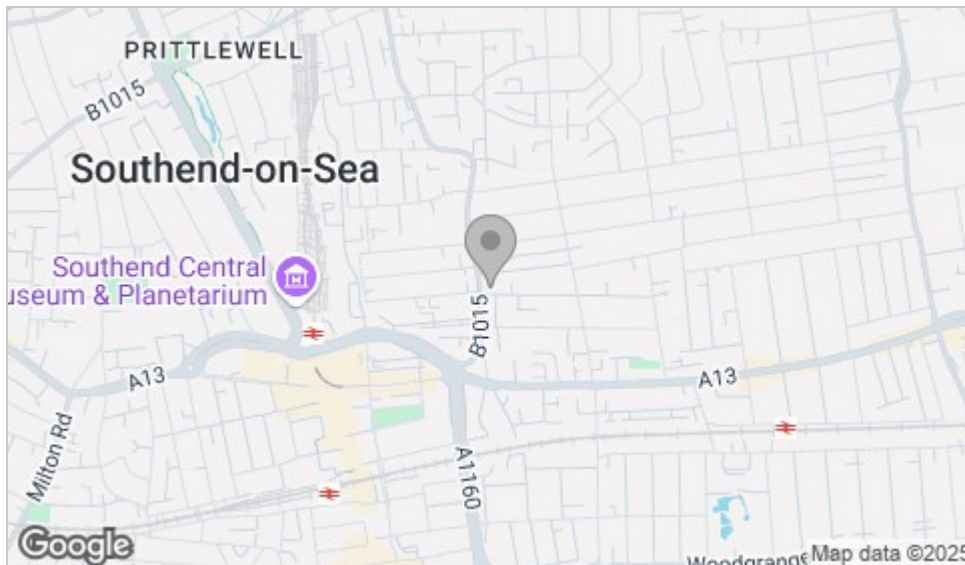 PRITTLEWELL
B1015
Southend-on-Sea
Southend Central
useum & Planetarium
B1015
A13
A13
Milton Rd
A1160
Google
Woodgrange
Map data ©2025